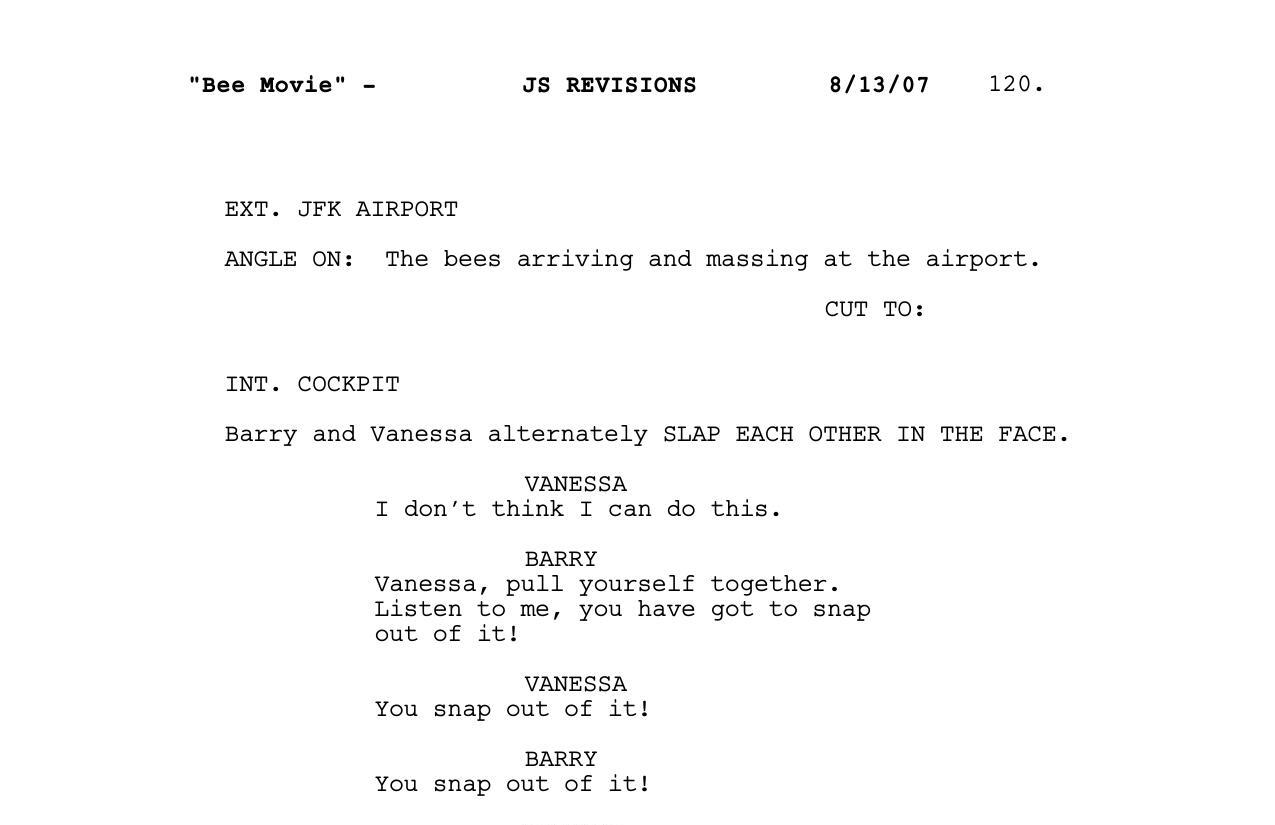 "Bee Movie" - JS REVISIONS 8/13/07 120.
EXT. JFK AIRPORT
ANGLE ON: The bees arriving and massing at the airport.
CUT TO:
INT. COCKPIT
Barry and Vanessa alternately SLAP EACH OTHER IN THE FACE.
VANESSA
I don't think I can do this.
BARRY
Vanessa, pull yourself together.
Listen to me, you have got to snap
out of it!
VANESSA
You snap out of it!
BARRY
You snap out of it!